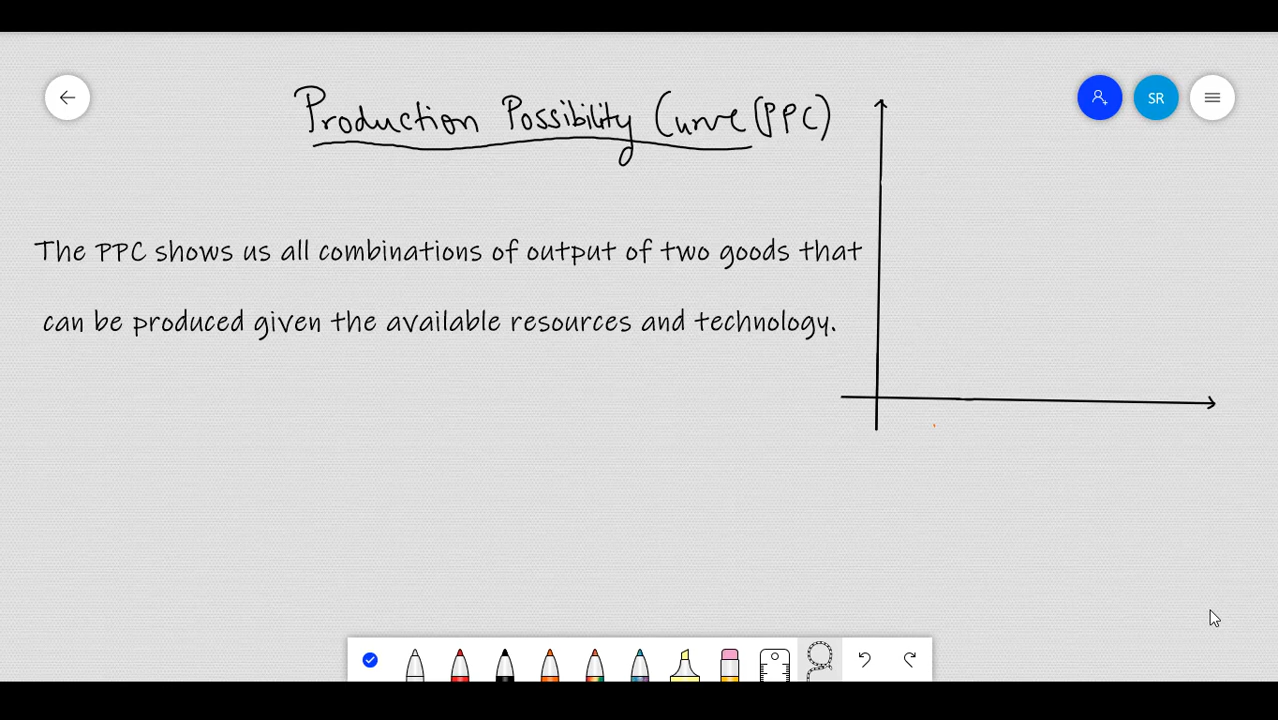 Production Possibility Curve (PPC)
SR
The PPC shows us all combinations of output of two goods that
can be produced given the available resources and technology.